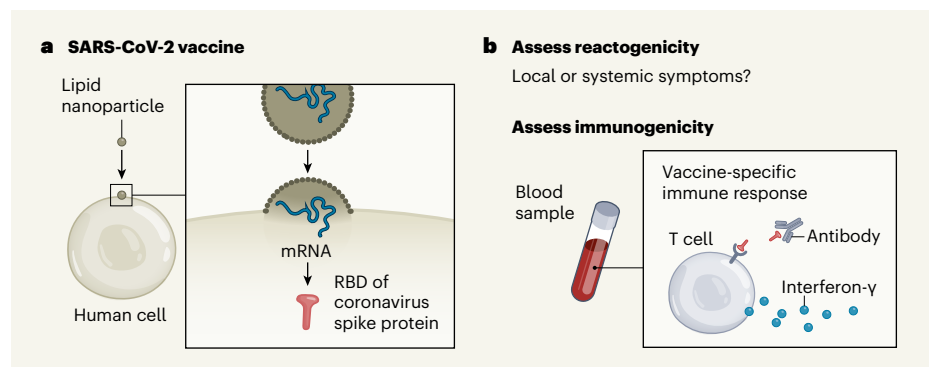 a SARS-CoV-2 vaccine
Lipid
nanoparticle
mRNA
RBD of
coronavirus
spike protein
Human cell
b Assess reactogenicity
Local or systemic symptoms?
Assess immunogenicity
Blood
sample
Vaccine-specific
immune response
T cell
Antibody
Interferon-γ